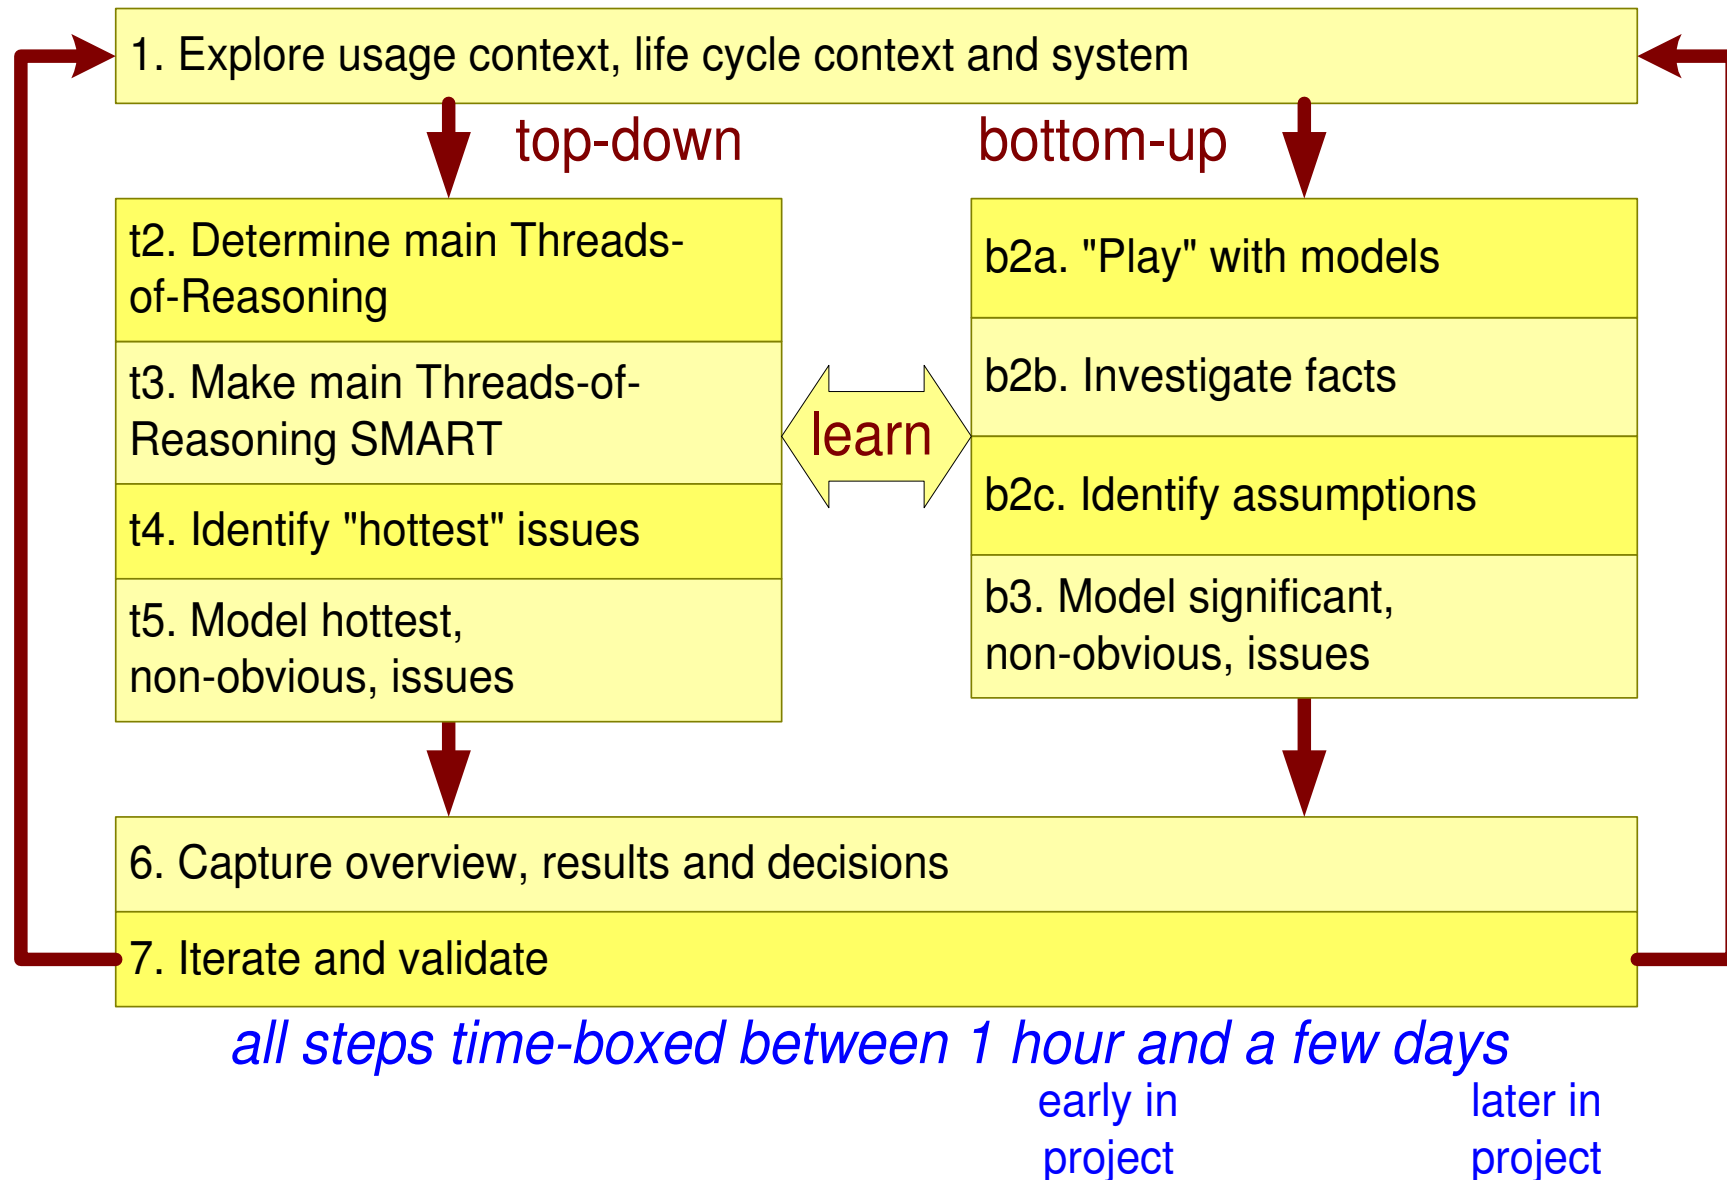 1. Explore usage context, life cycle context and system
top-down
bottom-up
t2. Determine main Threads-
of-Reasoning
t3. Make main Threads-of-
Reasoning SMART
t4. Identify "hottest" issues
t5. Model hottest,
non-obvious, issues
learn
b2a. "Play" with models
b2b. Investigate facts
b2c. Identify assumptions
b3. Model significant,
non-obvious, issues
6. Capture overview, results and decisions
7. Iterate and validate
all steps time-boxed between 1 hour and a few days
early in
project
later in
project